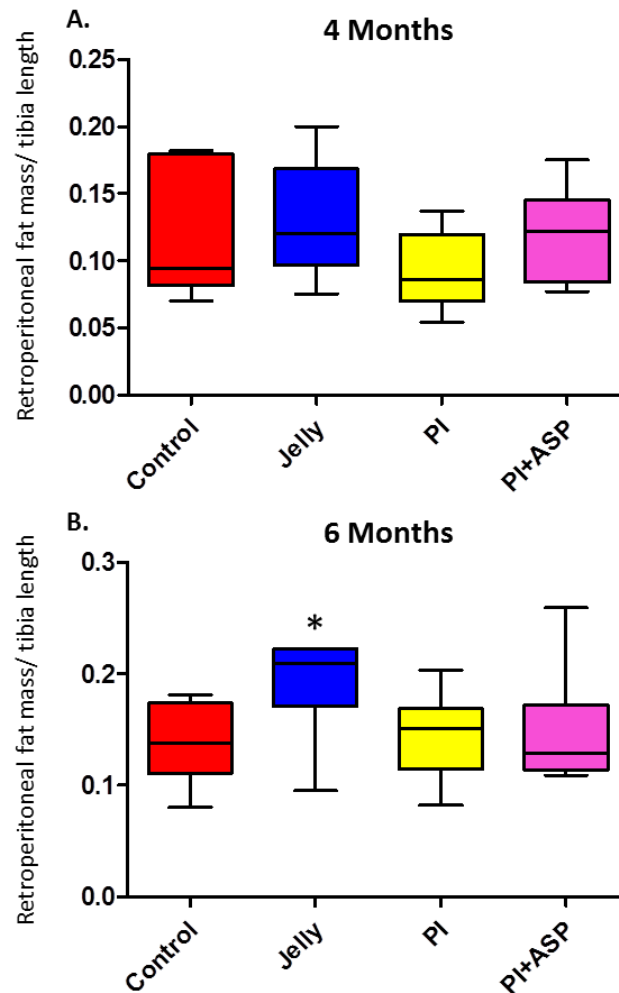 A.
4 Months
Retroperitoneal fat mass/ tibia length
0.25
0.20
0.15
0.10
0.05
0.00
Control
Jelly
PI
PI+ASP
B.
6 Months
Retroperitoneal fat mass/ tibia length
0.3
0.2
0.1
0.0
*
Control
Jelly
PI
PI+ASP